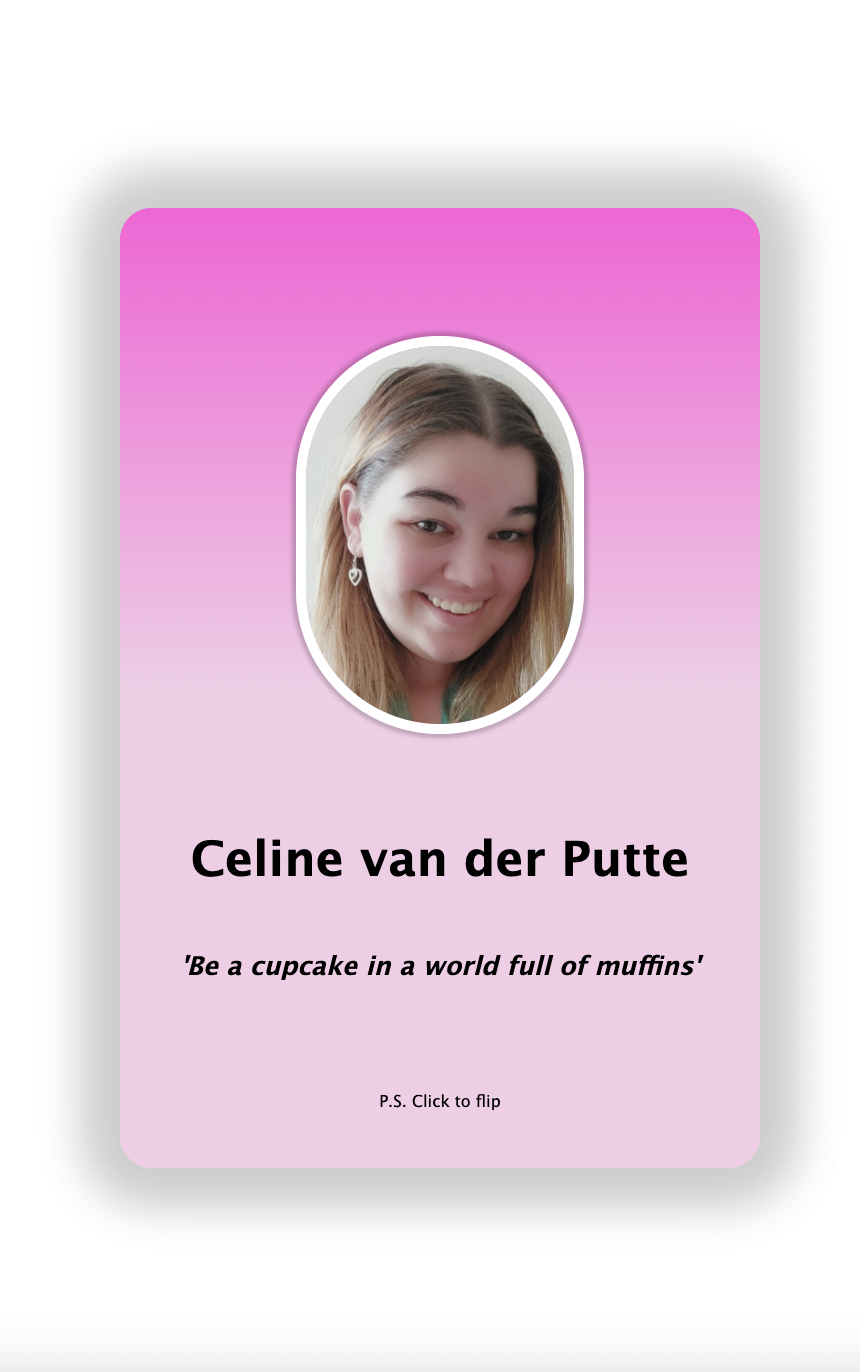 Celine van der Putte
'Be a cupcake in a world full of muffins'
P.S. Click to flip